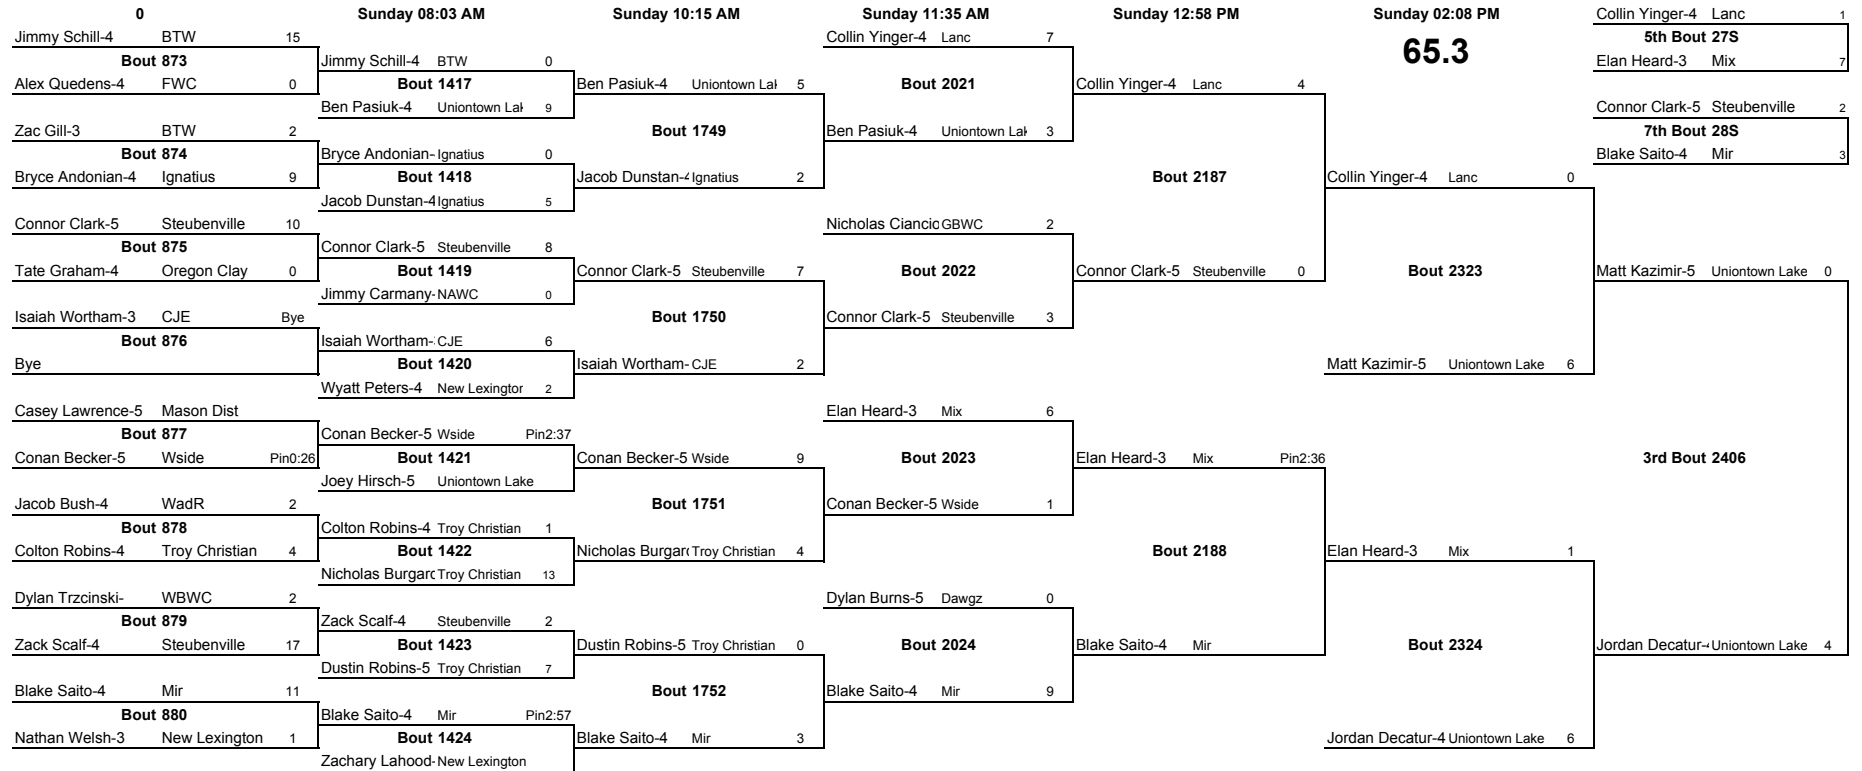 0 Sunday 08:03 AM Sunday 10:15 AM Sunday 11:35 AM Sunday 12:58 PM Sunday 02:08 PM Collin Yinger-4 Lanc 1
Jimmy Schill-4 BTW 15 Collin Yinger-4 Lanc 7 5th Bout 27S
65.3
Bout 873 Jimmy Schill-4 BTW 0 Elan Heard-3 Mix 7
Alex Quedens-4 FWC 0 Bout 1417 Ben Pasiuk-4 Uniontown Lak 5 Bout 2021 Collin Yinger-4 Lanc 4
Ben Pasiuk-4 Uniontown Lak 9 Connor Clark-5 Steubenville 2
Zac Gill-3 BTW 2 Bout 1749 Ben Pasiuk-4 Uniontown Lak 3 7th Bout 28S
Bout 874 Bryce Andonian- Ignatius 0 Blake Saito-4 Mir 3
Bryce Andonian-4 Ignatius 9 Bout 1418 Jacob Dunstan-4 Ignatius 2 Bout 2187 Collin Yinger-4 Lanc 0
Jacob Dunstan-4 Ignatius 5
Connor Clark-5 Steubenville 10 Nicholas Ciancio GBWC 2
Bout 875 Connor Clark-5 Steubenville 8
Tate Graham-4 Oregon Clay 0 Bout 1419 Connor Clark-5 Steubenville 7 Bout 2022 Connor Clark-5 Steubenville 0 Bout 2323 Matt Kazimir-5 Uniontown Lake 0
Jimmy Carmany- NAWC 0
Isaiah Wortham-3 CJE Bye Bout 1750 Connor Clark-5 Steubenville 3
Bout 876 Isaiah Wortham- CJE 6
Bye Bout 1420 Isaiah Wortham- CJE 2 Matt Kazimir-5 Uniontown Lake 6
Wyatt Peters-4 New Lexington 2
Casey Lawrence-5 Mason Dist Elan Heard-3 Mix 6
Bout 877 Conan Becker-5 Wside Pin2:37
Conan Becker-5 Wside Pin0:26 Bout 1421 Conan Becker-5 Wside 9 Bout 2023 Elan Heard-3 Mix Pin2:36 3rd Bout 2406
Joey Hirsch-5 Uniontown Lake
Jacob Bush-4 WadR 2 Bout 1751 Conan Becker-5 Wside 1
Bout 878 Colton Robins-4 Troy Christian 1
Colton Robins-4 Troy Christian 4 Bout 1422 Nicholas Burgar Troy Christian 4 Bout 2188 Elan Heard-3 Mix 1
Nicholas Burgar Troy Christian 13
Dylan Trzcinski- WBWC 2 Dylan Burns-5 Dawgz 0
Bout 879 Zack Scalf-4 Steubenville 2
Zack Scalf-4 Steubenville 17 Bout 1423 Dustin Robins-5 Troy Christian 0 Bout 2024 Blake Saito-4 Mir Bout 2324 Jordan Decatur- Uniontown Lake 4
Dustin Robins-5 Troy Christian 7
Blake Saito-4 Mir 11 Bout 1752 Blake Saito-4 Mir 9
Bout 880 Blake Saito-4 Mir Pin2:57
Nathan Welsh-3 New Lexington 1 Bout 1424 Blake Saito-4 Mir 3 Jordan Decatur-4 Uniontown Lake 6
Zachary Lahood- New Lexington